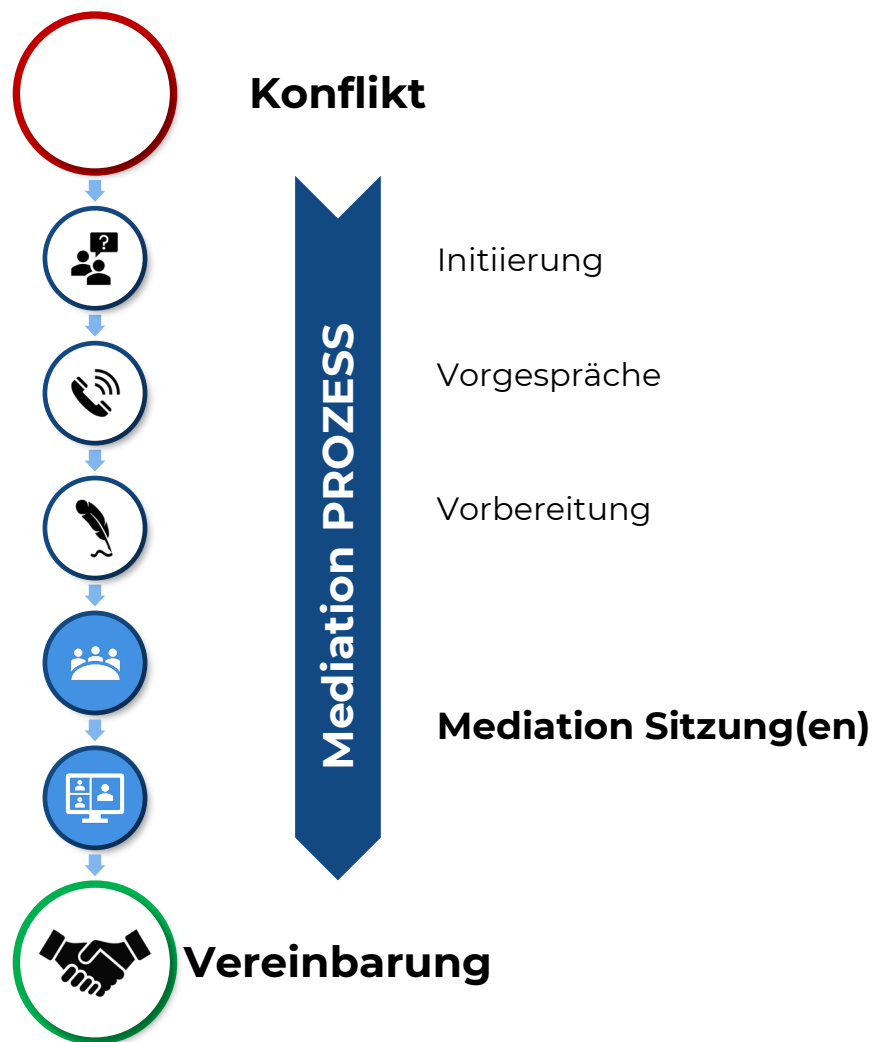 Konflikt
?
Initiierung
Vorgespräche
Mediation PROZESS
Vorbereitung
Mediation Sitzung(en)
Vereinbarung